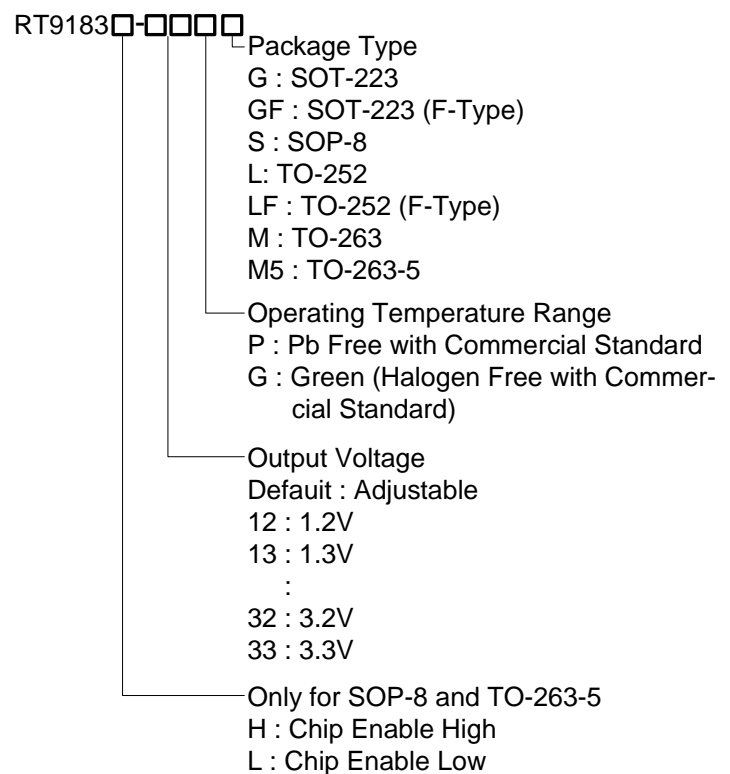 RT9183□-□□□□
Package Type
G : SOT-223
GF : SOT-223 (F-Type)
S : SOP-8
L: TO-252
LF : TO-252 (F-Type)
M : TO-263
M5 : TO-263-5
Operating Temperature Range
P : Pb Free with Commercial Standard
G : Green (Halogen Free with Commer-
cial Standard)
Output Voltage
Defauit : Adjustable
12 : 1.2V
13 : 1.3V
:
32 : 3.2V
33 : 3.3V
Only for SOP-8 and TO-263-5
H : Chip Enable High
L : Chip Enable Low